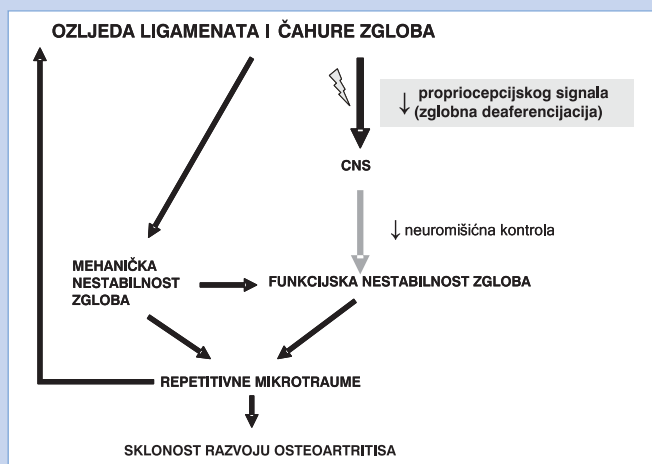 OZLJEDA LIGAMENATA I ČAHURE ZGLOBA
↓ propriocepcijskog signala
(zglobna deaferencijacija)
CNS
↓ neuromišićna kontrola
MEHANIČKA
NESTABILNOST
ZGLOBA
FUNKCIJSKA NESTABILNOST ZGLOBA
REPETITIVNE MIKROTRAUME
SKLONOST RAZVOJU OSTEOARTRITISA